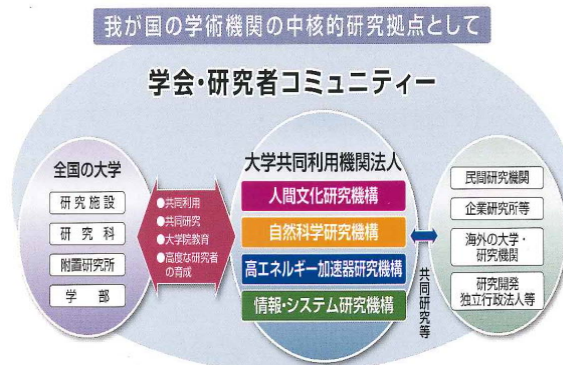 我が国の学術機関の中核的研究拠点として
学会・研究者コミュニティー
全国の大学
研究施設
研究科
附置研究所
学部
●共同利用
●共同研究
●大学院教育
●高度な研究者
の育成
大学共同利用機関法人
人間文化研究機構
自然科学研究機構
高エネルギー加速器研究機構
情報・システム研究機構
共同研究等
民間研究機関
企業研究所等
海外の大学・
研究機関
研究開発
独立行政法人等